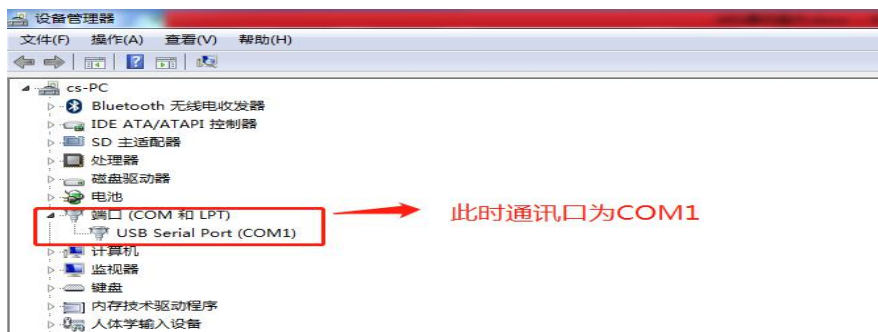 设备管理器
文件(F) 操作(A) 查看(V) 帮助(H)
cs-PC
Bluetooth 无线电收发器
IDE ATA/ATAPI 控制器
SD 主适配器
处理器
磁盘驱动器
电池
端口 (COM 和 LPT)
USB Serial Port (COM1)
此时通讯口为COM1
计算机
监视器
键盘
内存技术驱动程序
人体学输入设备